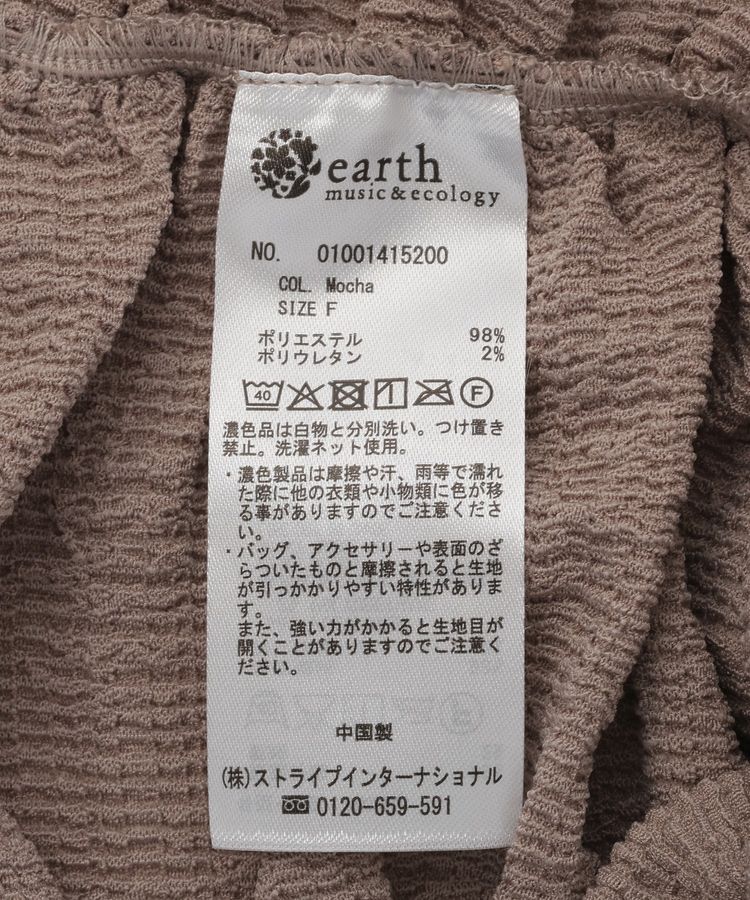 earth
music&ecology
NO. 01001415200
COL. Mocha
SIZE F
ポリエステル 98%
ポリウレタン 2%
40 F
濃色品は白物と分別洗い。つけ置き
禁止。洗濯ネット使用。
・濃色製品は摩擦や汗、雨等で濡れ
た際に他の衣類や小物類に色が移
る事がありますのでご注意くださ
い。
・バッグ、アクセサリーや表面のざ
らついたものと摩擦されると生地
が引っかかりやすい特性がありま
す。
また、強い力がかかると生地目が
開くことがありますのでご注意く
ださい。
中国製
(株)ストライプインターナショナル
0120-659-591